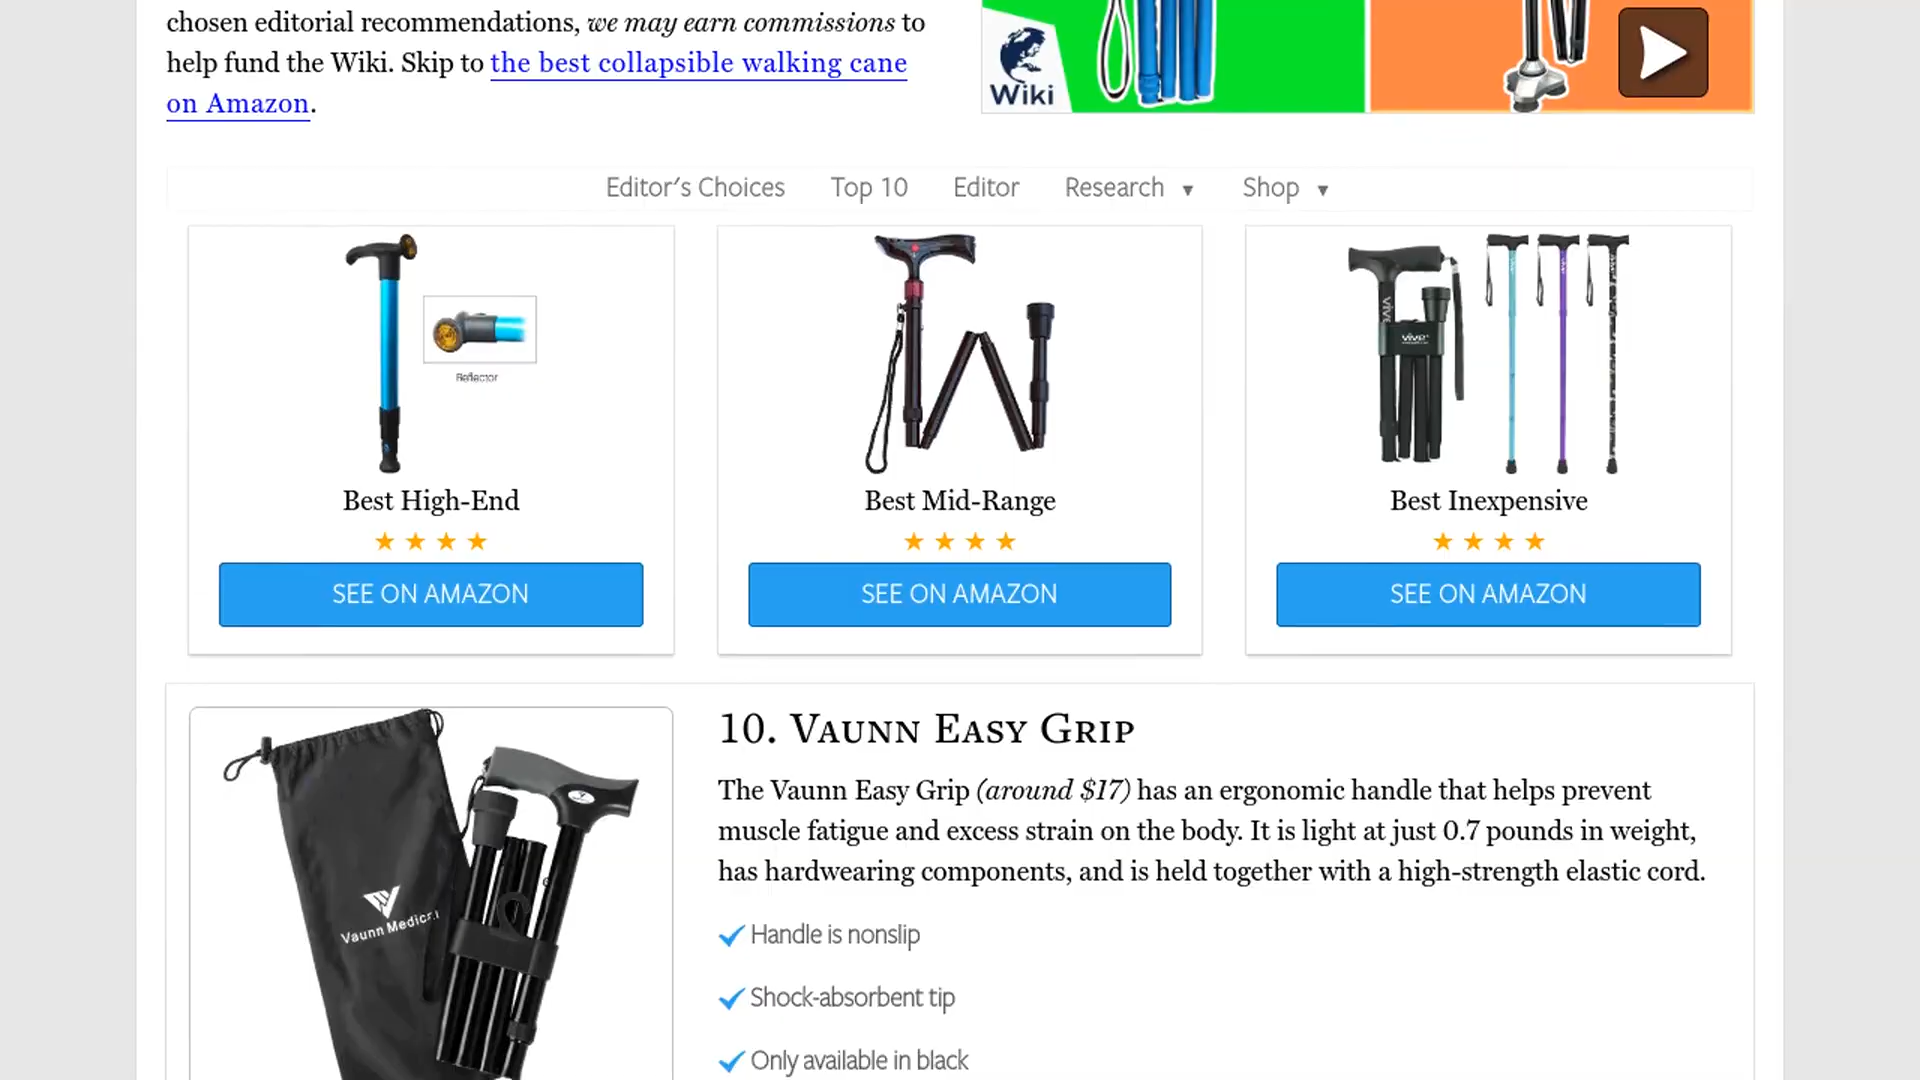 chosen editorial recommendations, we may earn commissions to
help fund the Wiki. Skip to the best collapsible walking cane
on Amazon.
Wiki
Editor's Choices Top 10 Editor Research ▼ Shop ▼
Reflector
VIVE
vive
Best High-End
Best Mid-Range
Best Inexpensive
★ ★ ★ ★
★ ★ ★ ★
★ ★ ★ ★
SEE ON AMAZON
SEE ON AMAZON
SEE ON AMAZON
Vaunn Medical
10. VAUNN EASY GRIP
The Vaunn Easy Grip (around $17) has an ergonomic handle that helps prevent
muscle fatigue and excess strain on the body. It is light at just 0.7 pounds in weight,
has hardwearing components, and is held together with a high-strength elastic cord.
Handle is nonslip
Shock-absorbent tip
Only available in black